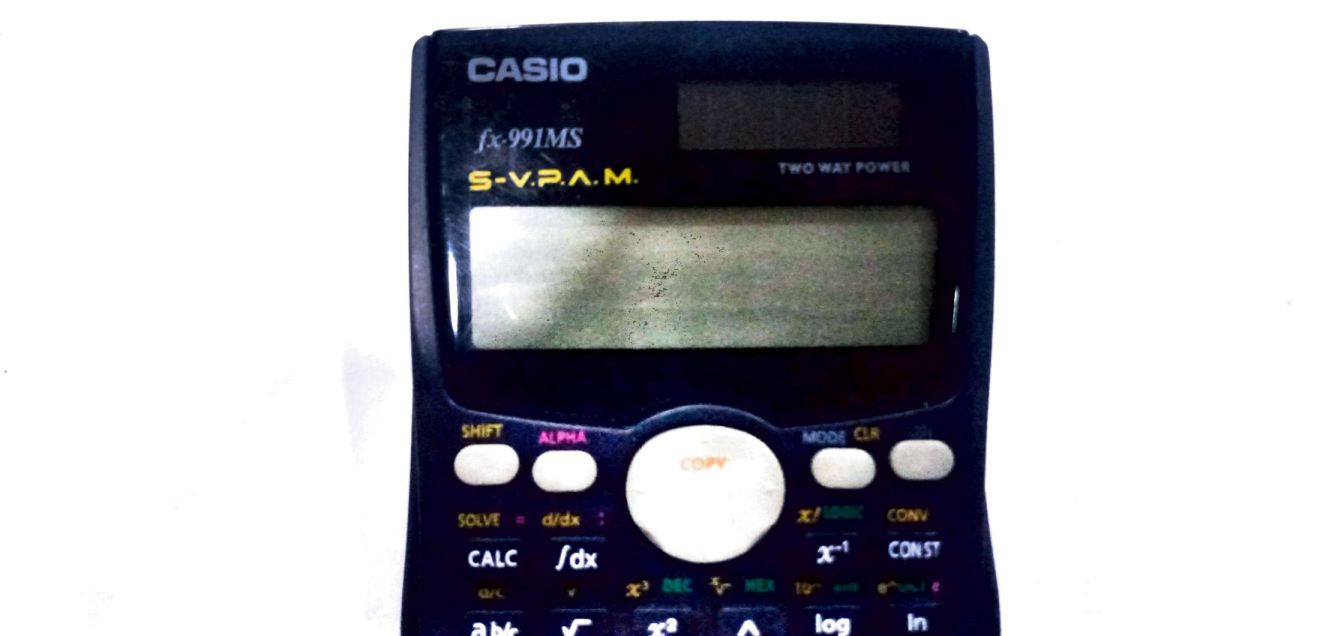 CASIO
fx-991MS
S-V.P.A.M.
TWO WAY POWER
SHIFT ALPHA COPY MODE CLR
SOLVE = d/dx : x! LOGIC CONV
CALC ∫dx x⁻¹ CONST
d/c x³ DEC HEX
a b/c √ x² ^ log ln